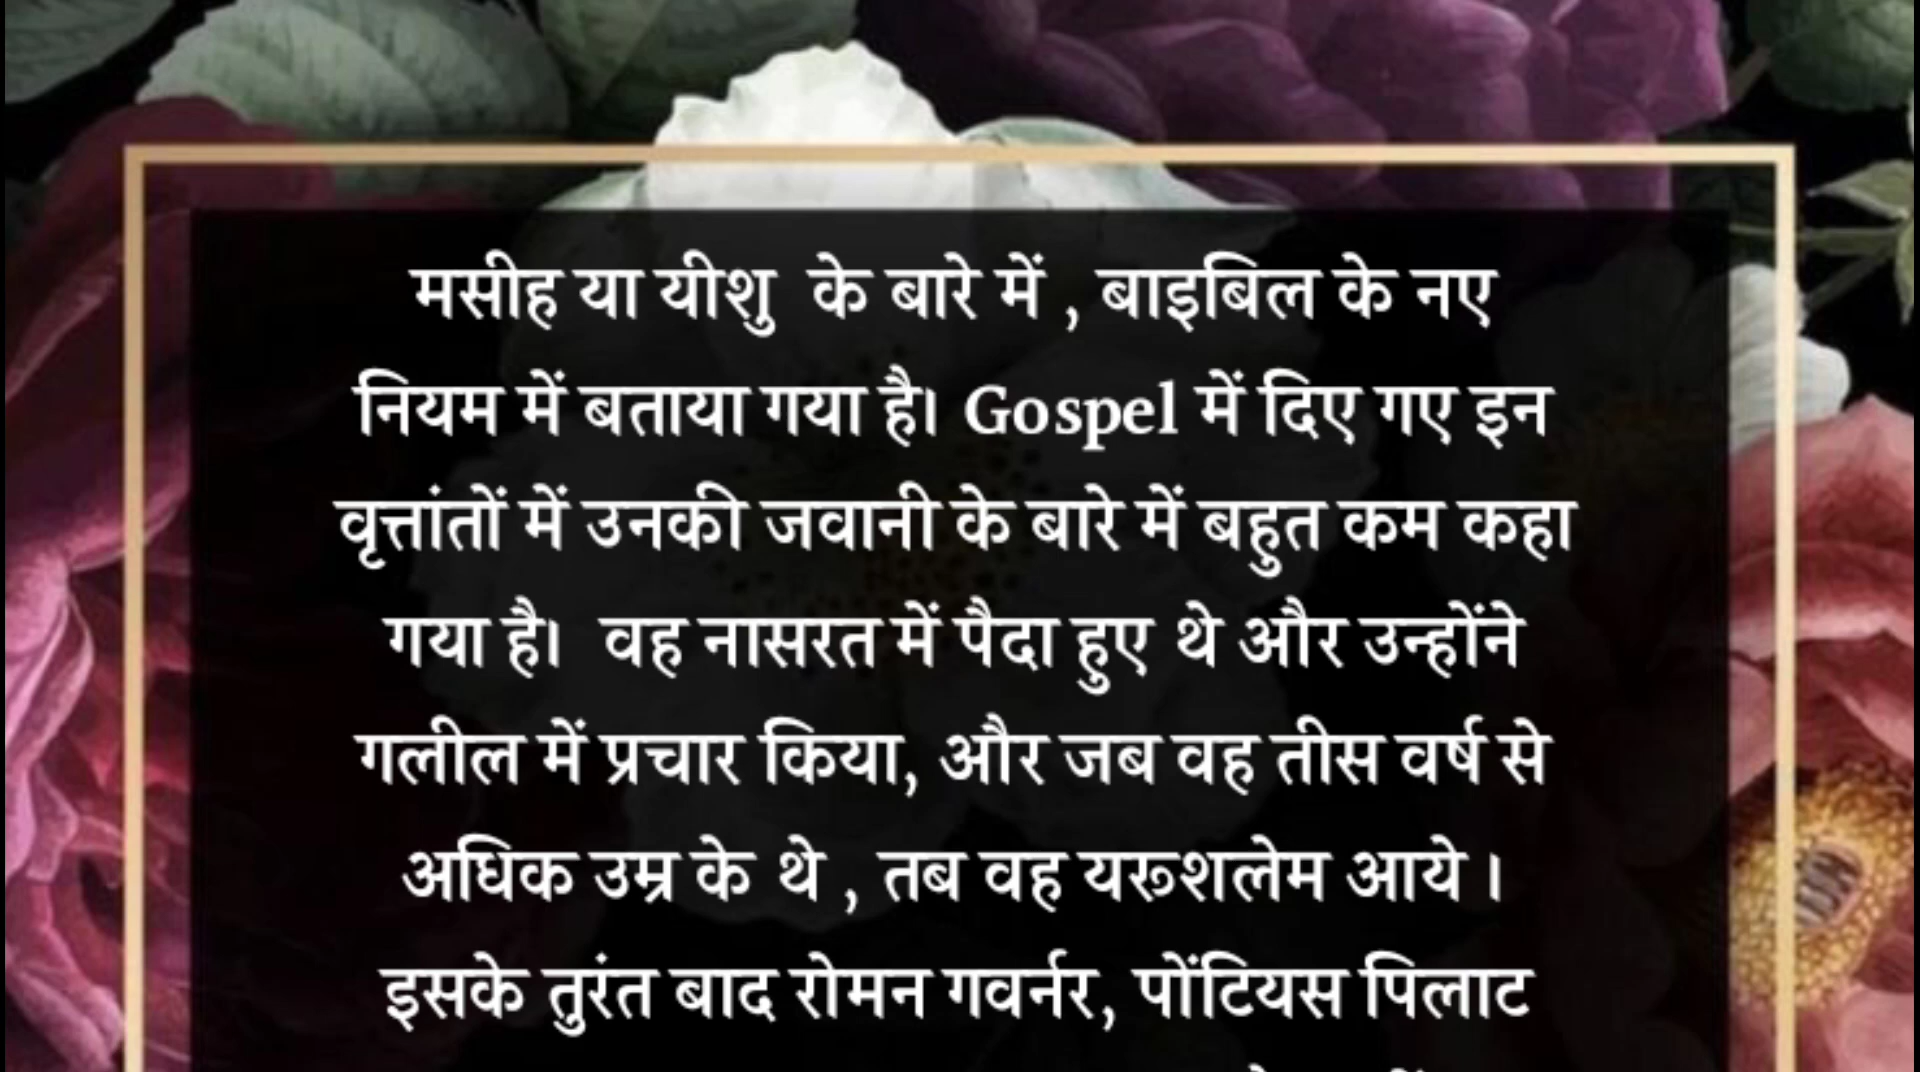 मसीह या यीशु के बारे में , बाइबिल के नए
नियम में बताया गया है। Gospel में दिए गए इन
वृत्तांतों में उनकी जवानी के बारे में बहुत कम कहा
गया है। वह नासरत में पैदा हुए थे और उन्होंने
गलील में प्रचार किया, और जब वह तीस वर्ष से
अधिक उम्र के थे , तब वह यरूशलेम आये ।
इसके तुरंत बाद रोमन गवर्नर, पोंटियस पिलाट